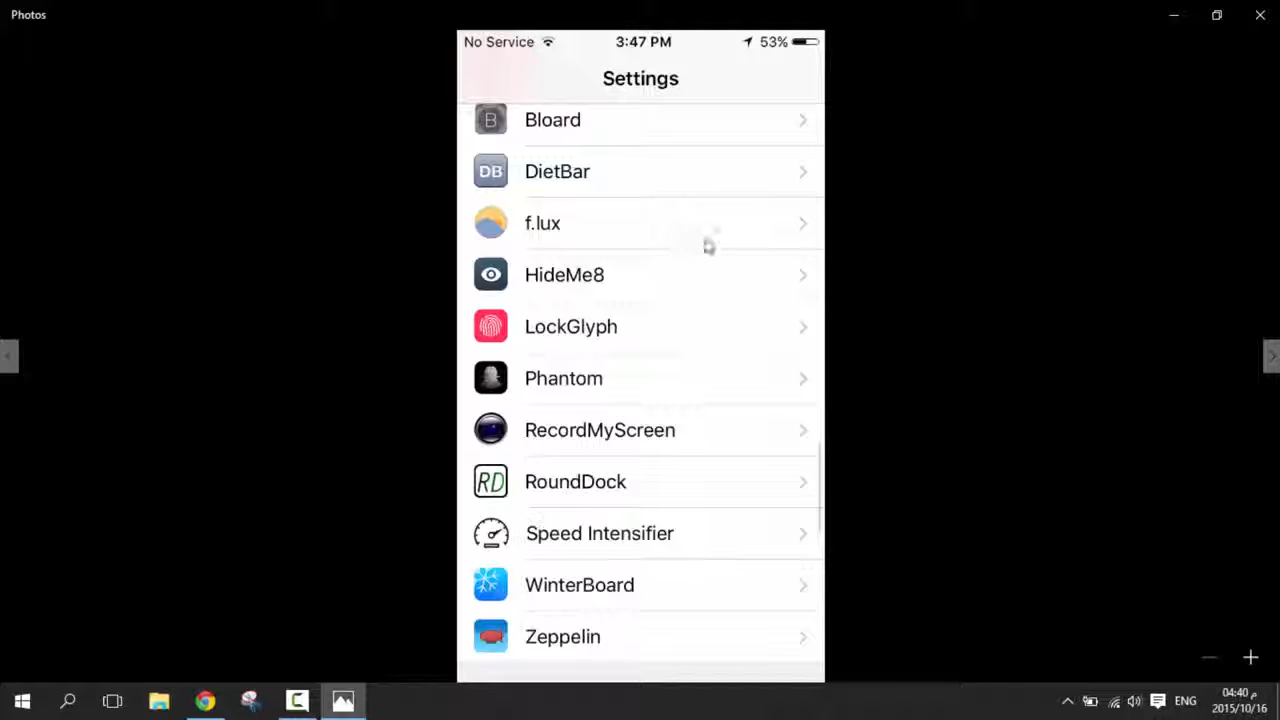 Photos
No Service 3:47 PM 53%
Settings
B Bloard
DB DietBar
f.lux
HideMe8
LockGlyph
Phantom
RecordMyScreen
RD RoundDock
Speed Intensifier
WinterBoard
Zeppelin
ENG
04:40 م
2015/10/16